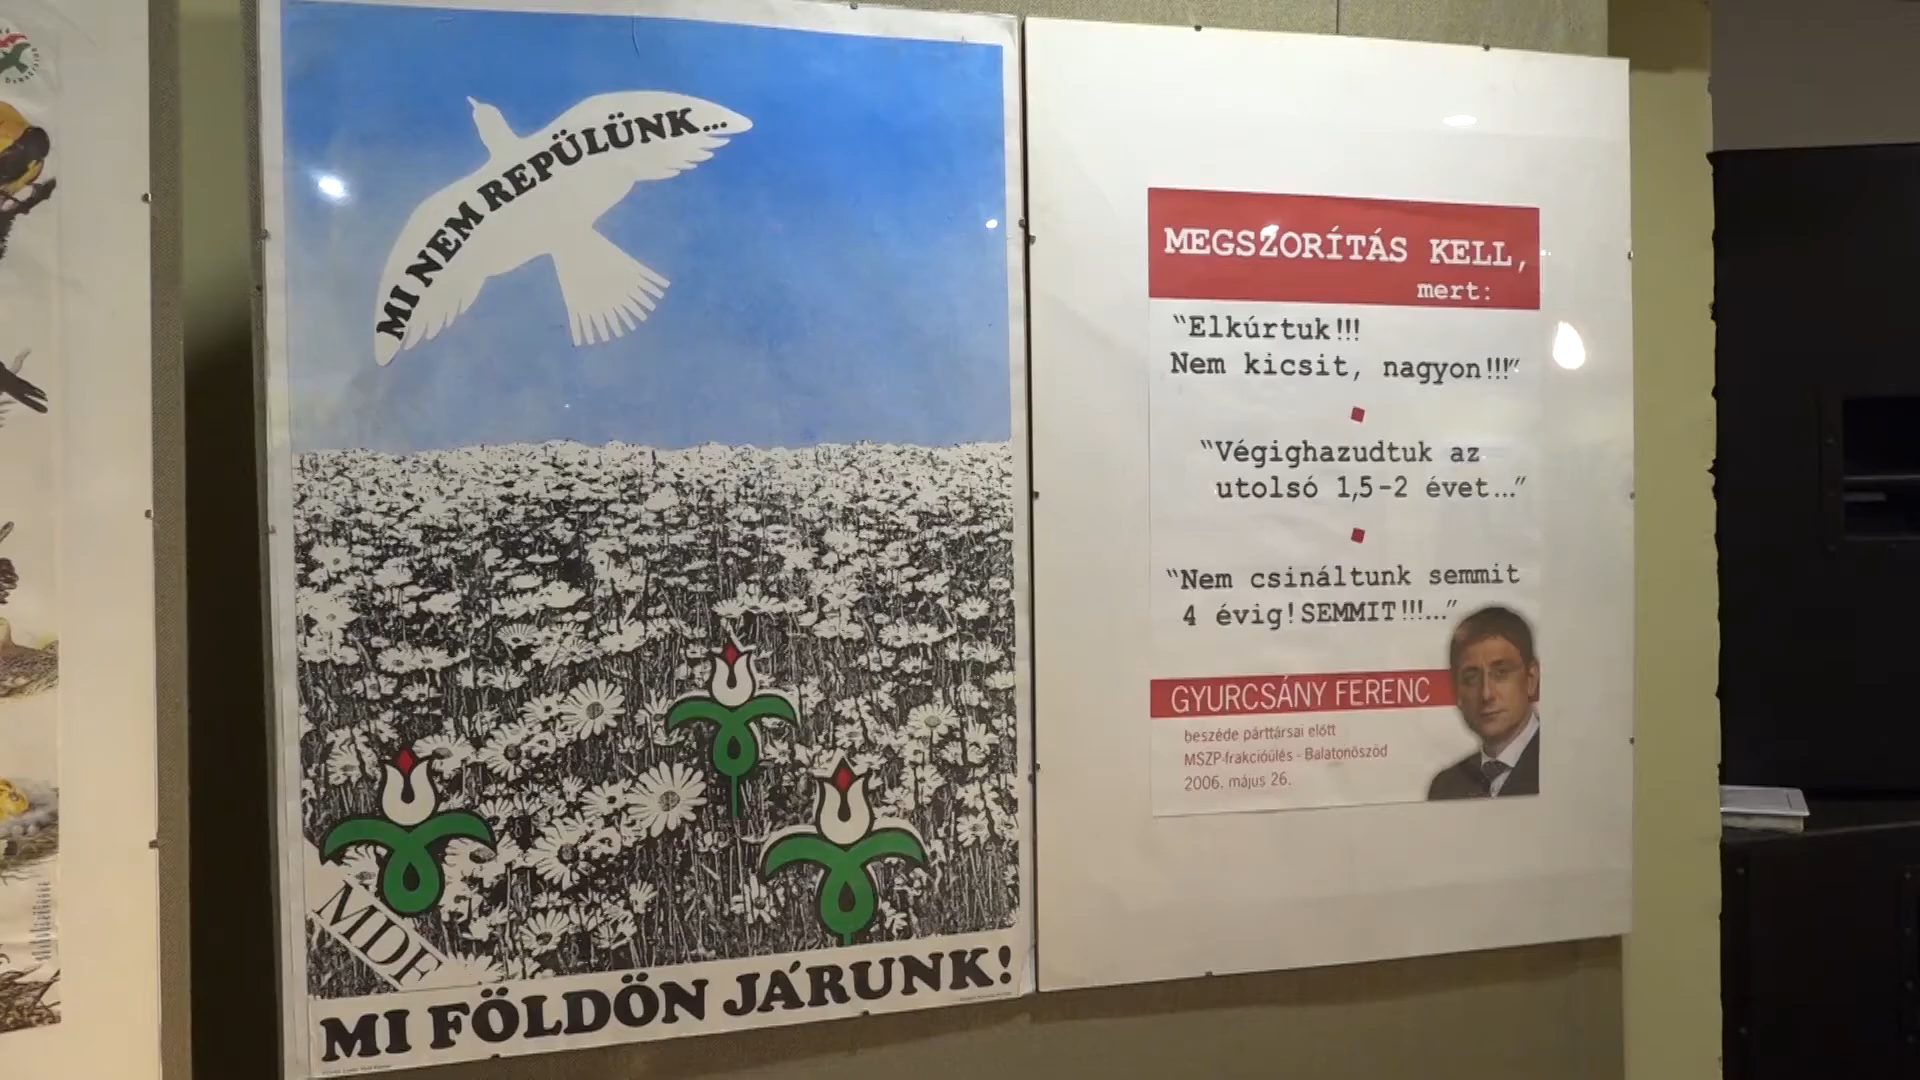 MI NEM REPÜLÜNK...
MDF
MI FÖLDÖN JÁRUNK!
MEGSZORÍTÁS KELL,
mert:
“Elkúrtuk!!!
Nem kicsit, nagyon!!!”
“Végighazudtuk az
utolsó 1,5-2 évet...”
“Nem csináltunk semmit
4 évig! SEMMIT!!!...”
GYURCSÁNY FERENC
beszéde párttársai előtt
MSZP-frakcióülés - Balatonöszöd
2006. május 26.